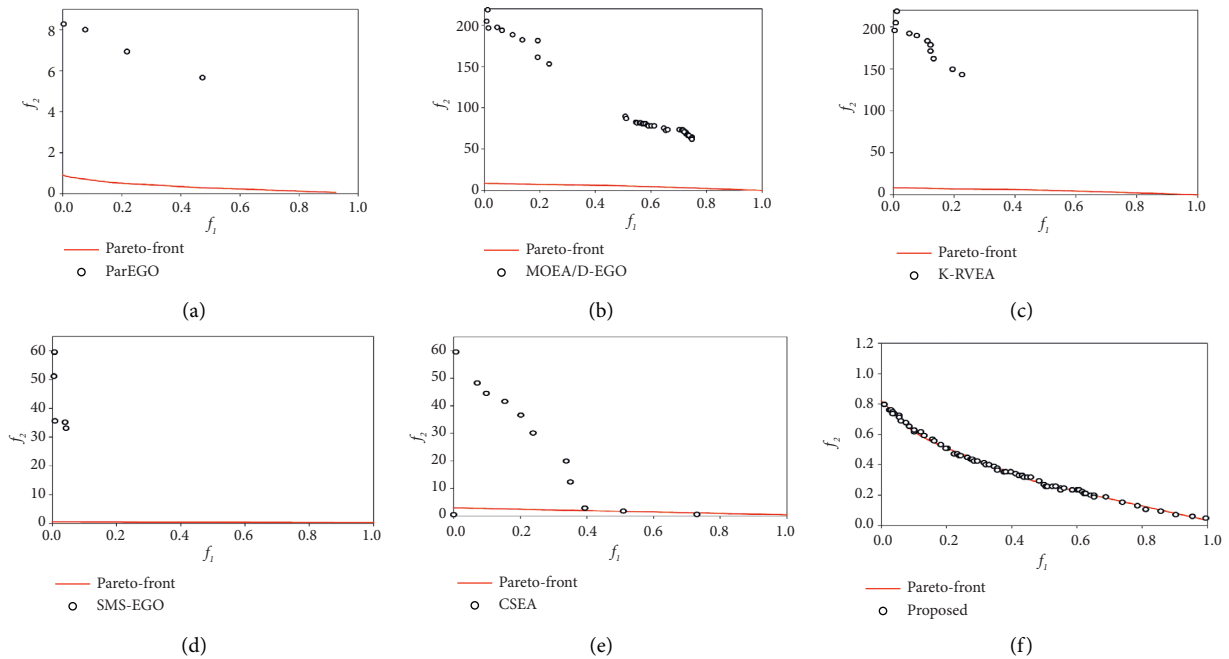 8
6
4
2
0
f2
0.0 0.2 0.4 0.6 0.8 1.0
f1
Pareto-front
ParEGO
(a)
200
150
100
50
0
f2
0.0 0.2 0.4 0.6 0.8 1.0
f1
Pareto-front
MOEA/D-EGO
(b)
200
150
100
50
0
f2
0.0 0.2 0.4 0.6 0.8 1.0
f1
Pareto-front
K-RVEA
(c)
60
50
40
30
20
10
0
f2
0.0 0.2 0.4 0.6 0.8 1.0
f1
Pareto-front
SMS-EGO
(d)
60
50
40
30
20
10
0
f2
0.0 0.2 0.4 0.6 0.8 1.0
f1
Pareto-front
CSEA
(e)
1.2
1.0
0.8
0.6
0.4
0.2
0.0
f2
0.0 0.2 0.4 0.6 0.8 1.0
f1
Pareto-front
Proposed
(f)